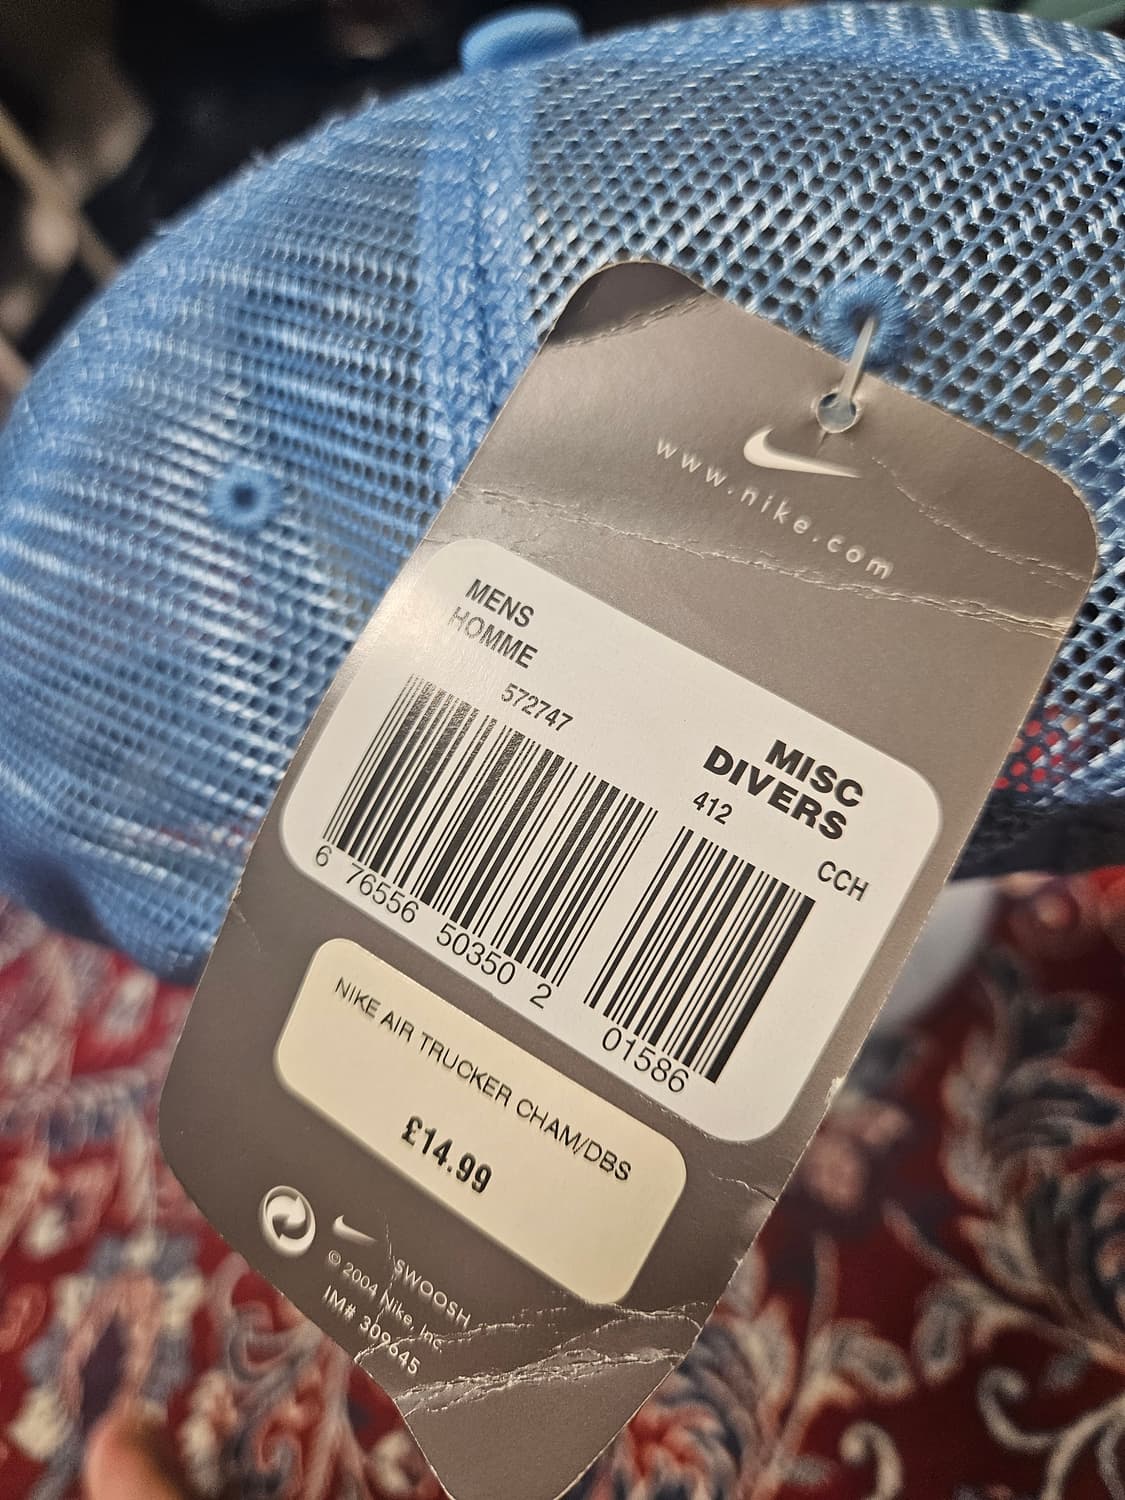 www.nike.com
MENS
HOMME
572747
MISC
DIVERS
412
CCH
6 76556 50350 2
01586
NIKE AIR TRUCKER CHAM/DBS
£14.99
SWOOSH
© 2004 Nike, Inc.
IM# 309645